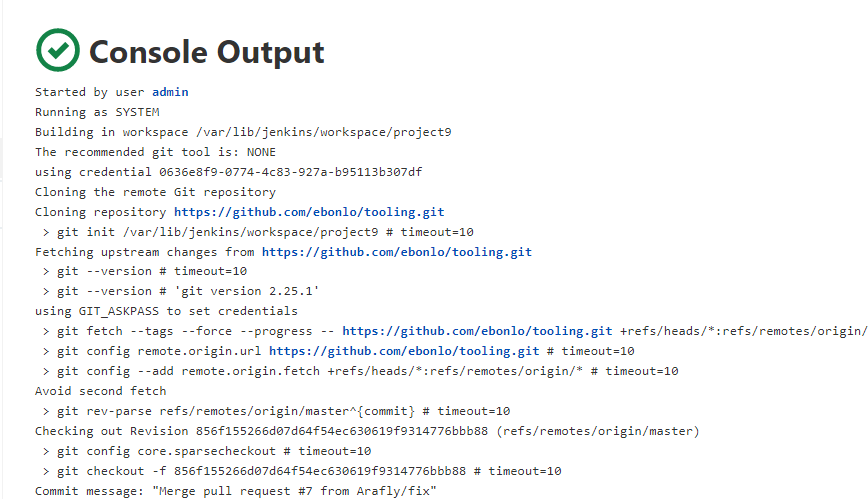 Console Output
Started by user admin
Running as SYSTEM
Building in workspace /var/lib/jenkins/workspace/project9
The recommended git tool is: NONE
using credential 0636e8f9-0774-4c83-927a-b95113b307df
Cloning the remote Git repository
Cloning repository https://github.com/ebonlo/tooling.git
> git init /var/lib/jenkins/workspace/project9 # timeout=10
Fetching upstream changes from https://github.com/ebonlo/tooling.git
> git --version # timeout=10
> git --version # 'git version 2.25.1'
using GIT_ASKPASS to set credentials
> git fetch --tags --force --progress -- https://github.com/ebonlo/tooling.git +refs/heads/*:refs/remotes/origin/
> git config remote.origin.url https://github.com/ebonlo/tooling.git # timeout=10
> git config --add remote.origin.fetch +refs/heads/*:refs/remotes/origin/* # timeout=10
Avoid second fetch
> git rev-parse refs/remotes/origin/master^{commit} # timeout=10
Checking out Revision 856f155266d07d64f54ec630619f9314776bbb88 (refs/remotes/origin/master)
> git config core.sparsecheckout # timeout=10
> git checkout -f 856f155266d07d64f54ec630619f9314776bbb88 # timeout=10
Commit message: "Merge pull request #7 from Arafly/fix"